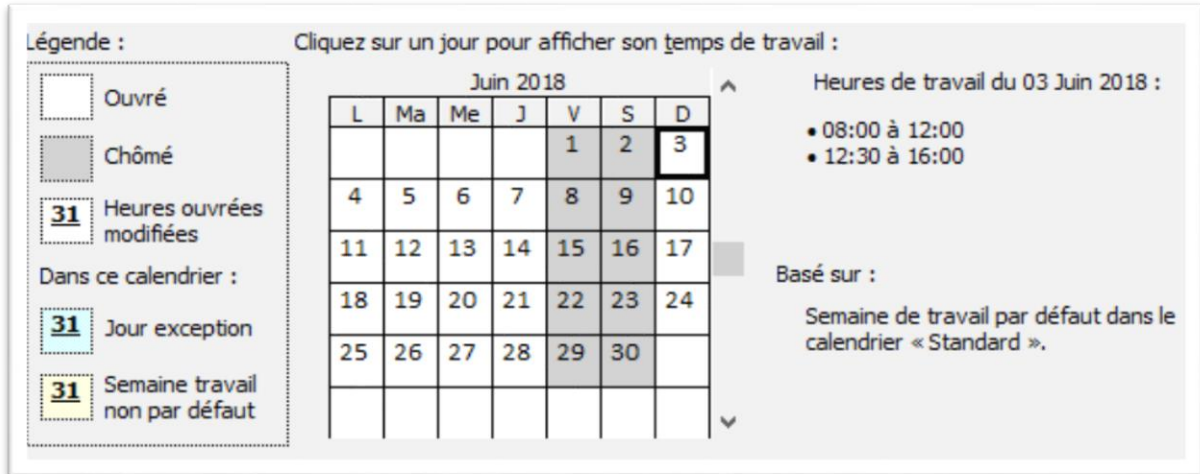 Légende :
Ouvré
Chômé
31 Heures ouvrées
modifiées
Dans ce calendrier :
31 Jour exception
31 Semaine travail
non par défaut
Cliquez sur un jour pour afficher son temps de travail :
Juin 2018
L Ma Me J V S D
1 2 3
4 5 6 7 8 9 10
11 12 13 14 15 16 17
18 19 20 21 22 23 24
25 26 27 28 29 30
Heures de travail du 03 Juin 2018 :
• 08:00 à 12:00
• 12:30 à 16:00
Basé sur :
Semaine de travail par défaut dans le
calendrier « Standard ».